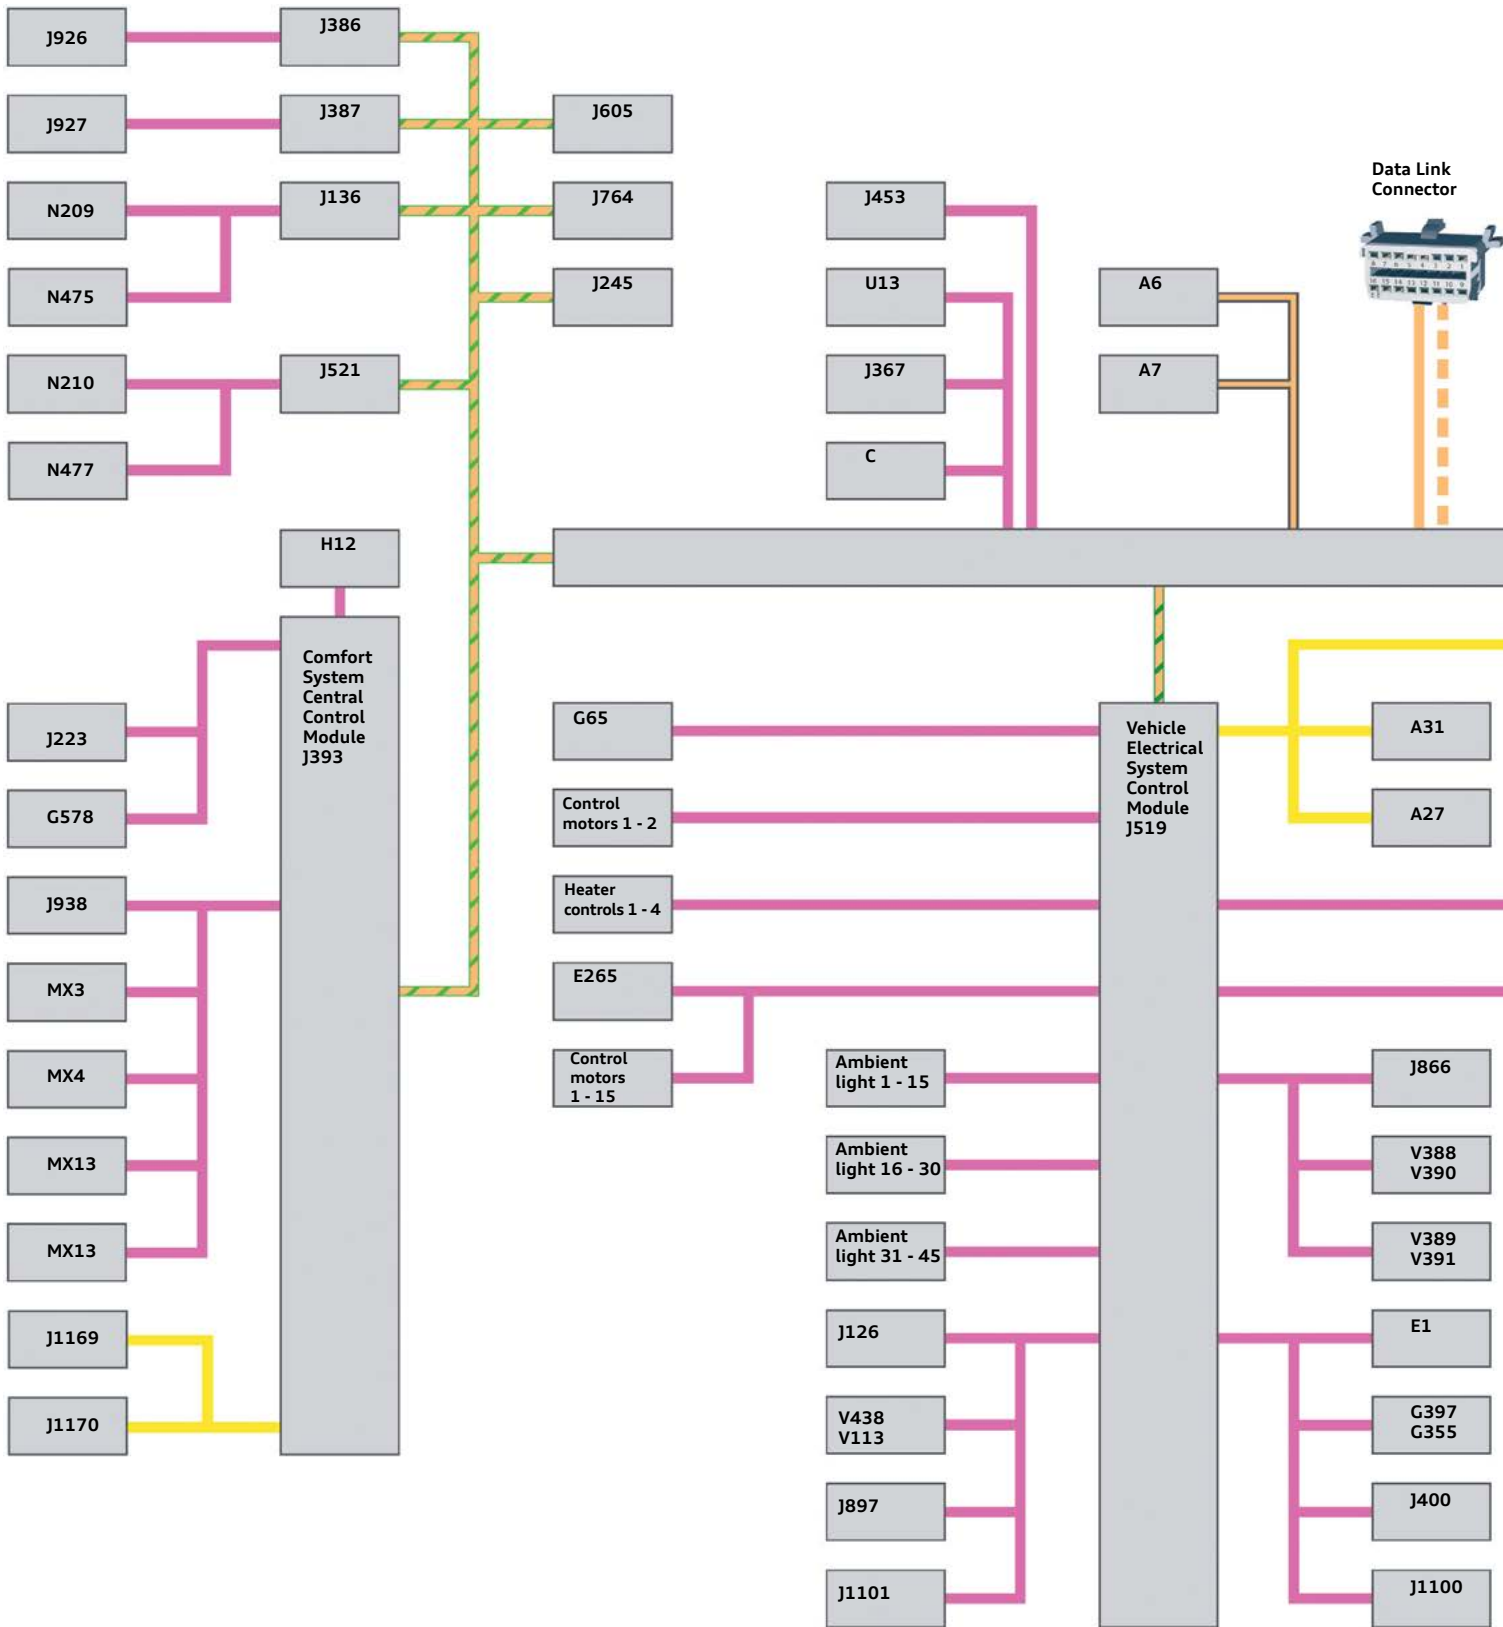 J926
J386
J927
J387
J605
Data Link
Connector
N209
J136
J764
J453
N475
J245
U13
A6
N210
J521
J367
A7
N477
C
H12
Comfort
System
Central
Control
Module
J393
J223
G65
Vehicle
Electrical
System
Control
Module
J519
A31
G578
Control
motors 1 - 2
A27
J938
Heater
controls 1 - 4
MX3
E265
MX4
Control
motors
1 - 15
Ambient
light 1 - 15
J866
MX13
Ambient
light 16 - 30
V388
V390
MX13
Ambient
light 31 - 45
V389
V391
J1169
J126
E1
J1170
V438
V113
G397
G355
J897
J400
J1101
J1100